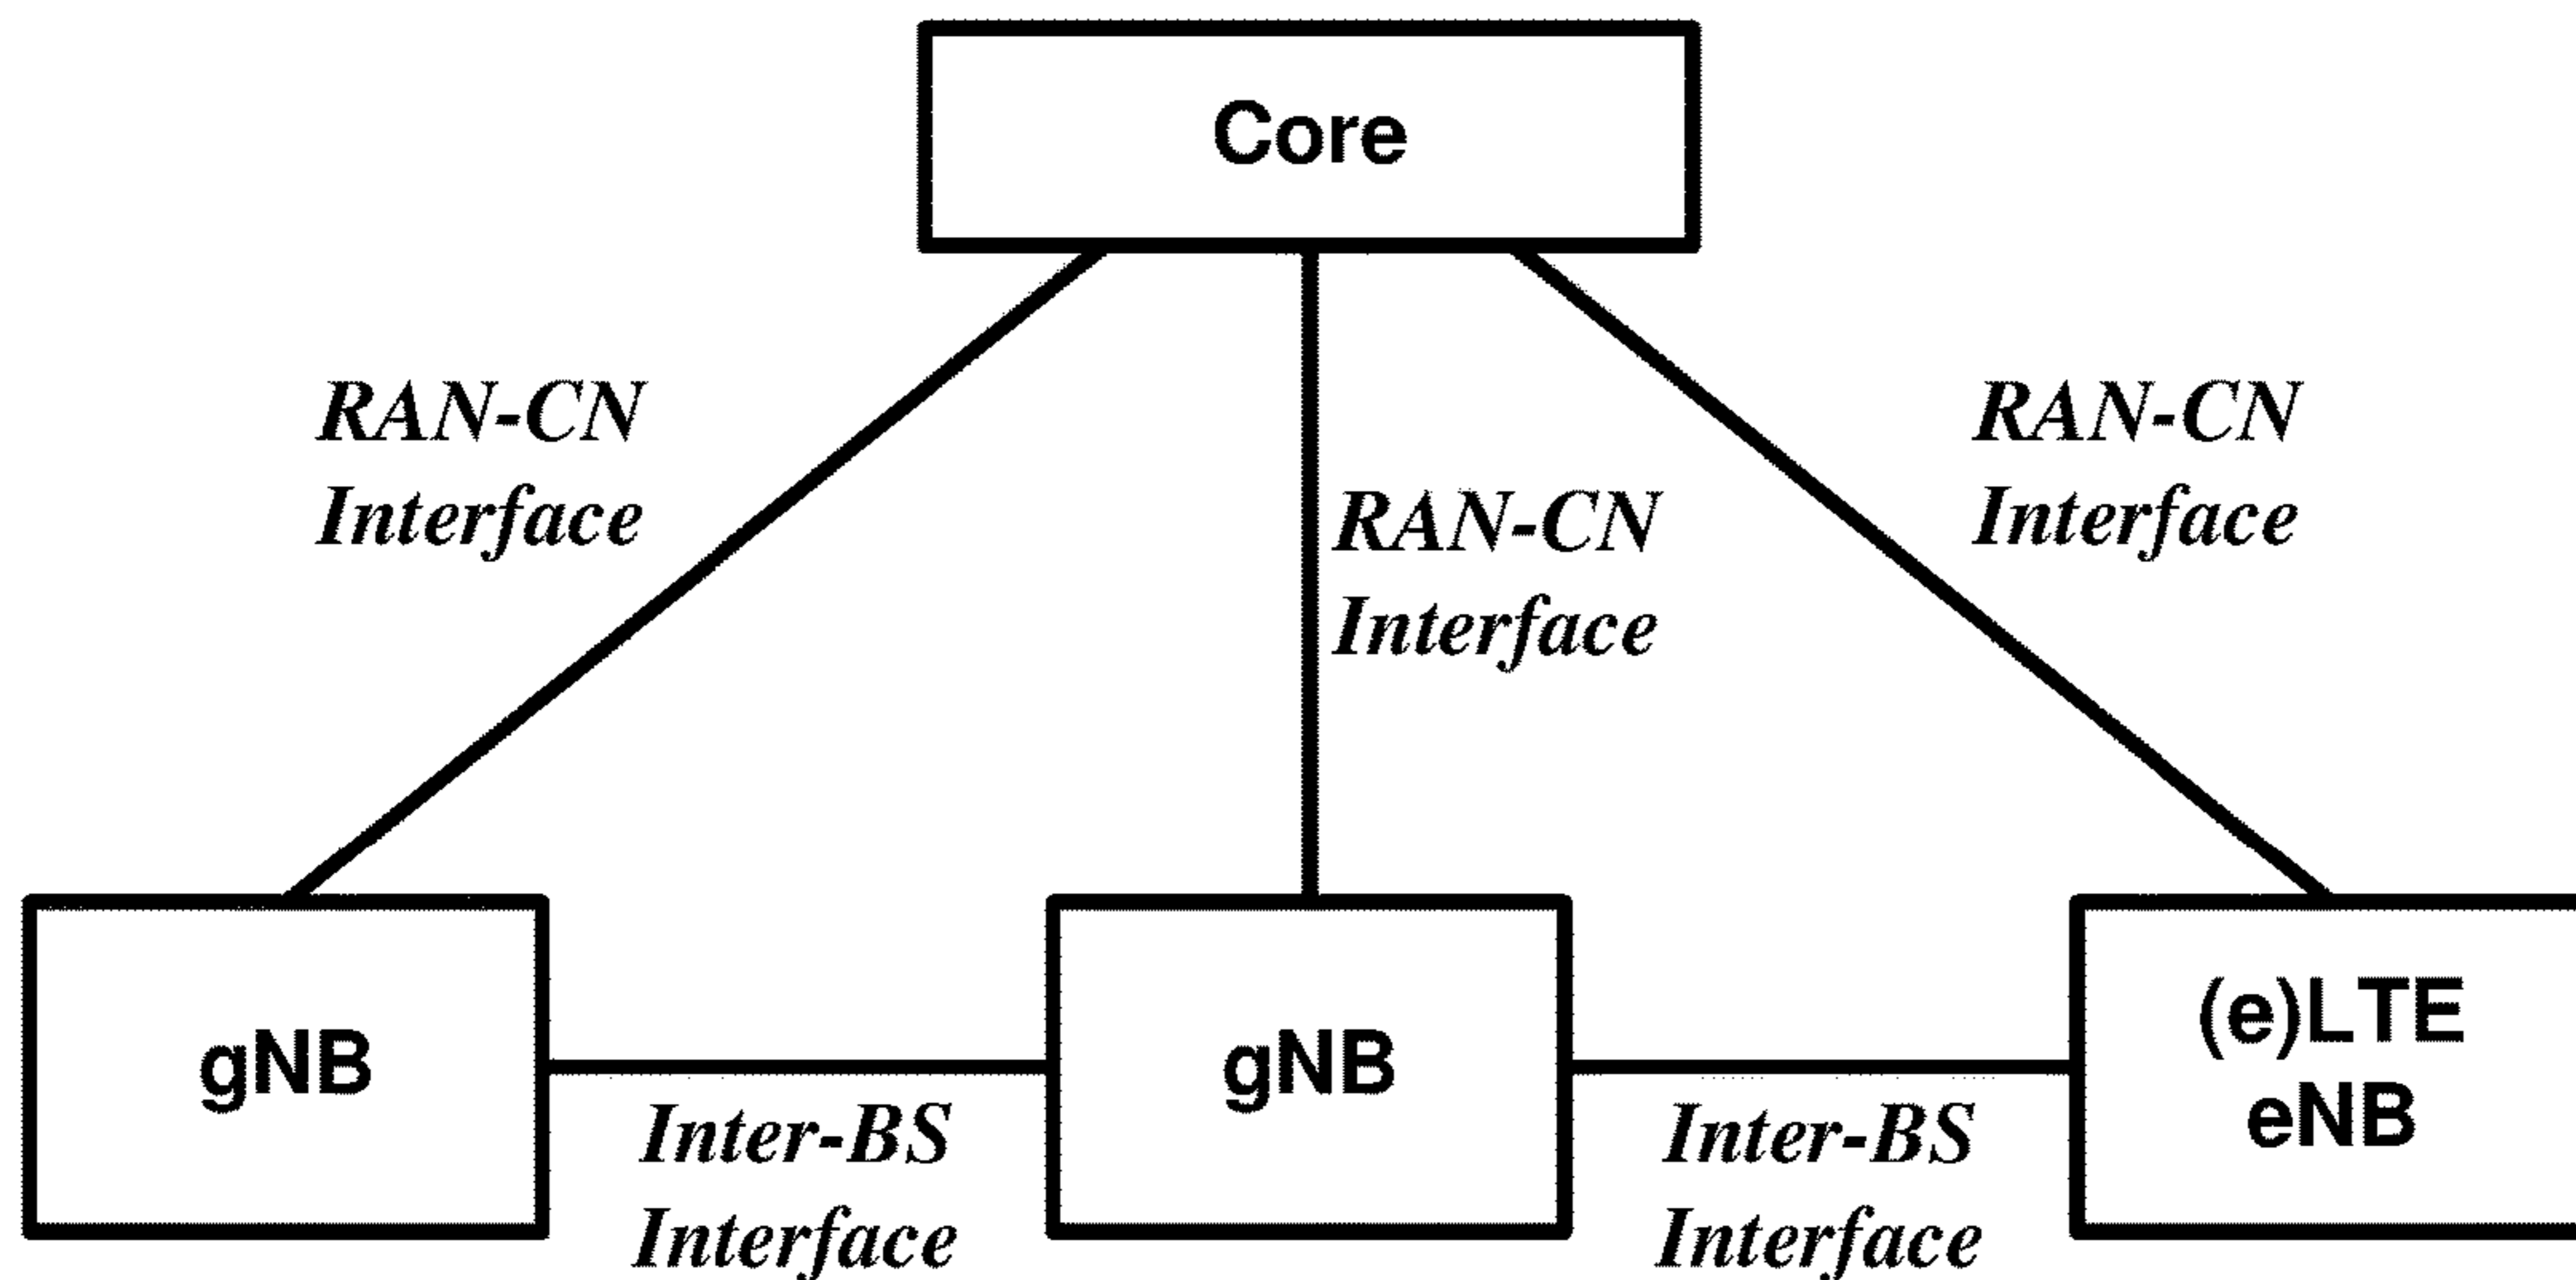 Core
RAN-CN
Interface
RAN-CN
Interface
RAN-CN
Interface
gNB
gNB
(e)LTE
eNB
Inter-BS
Interface
Inter-BS
Interface